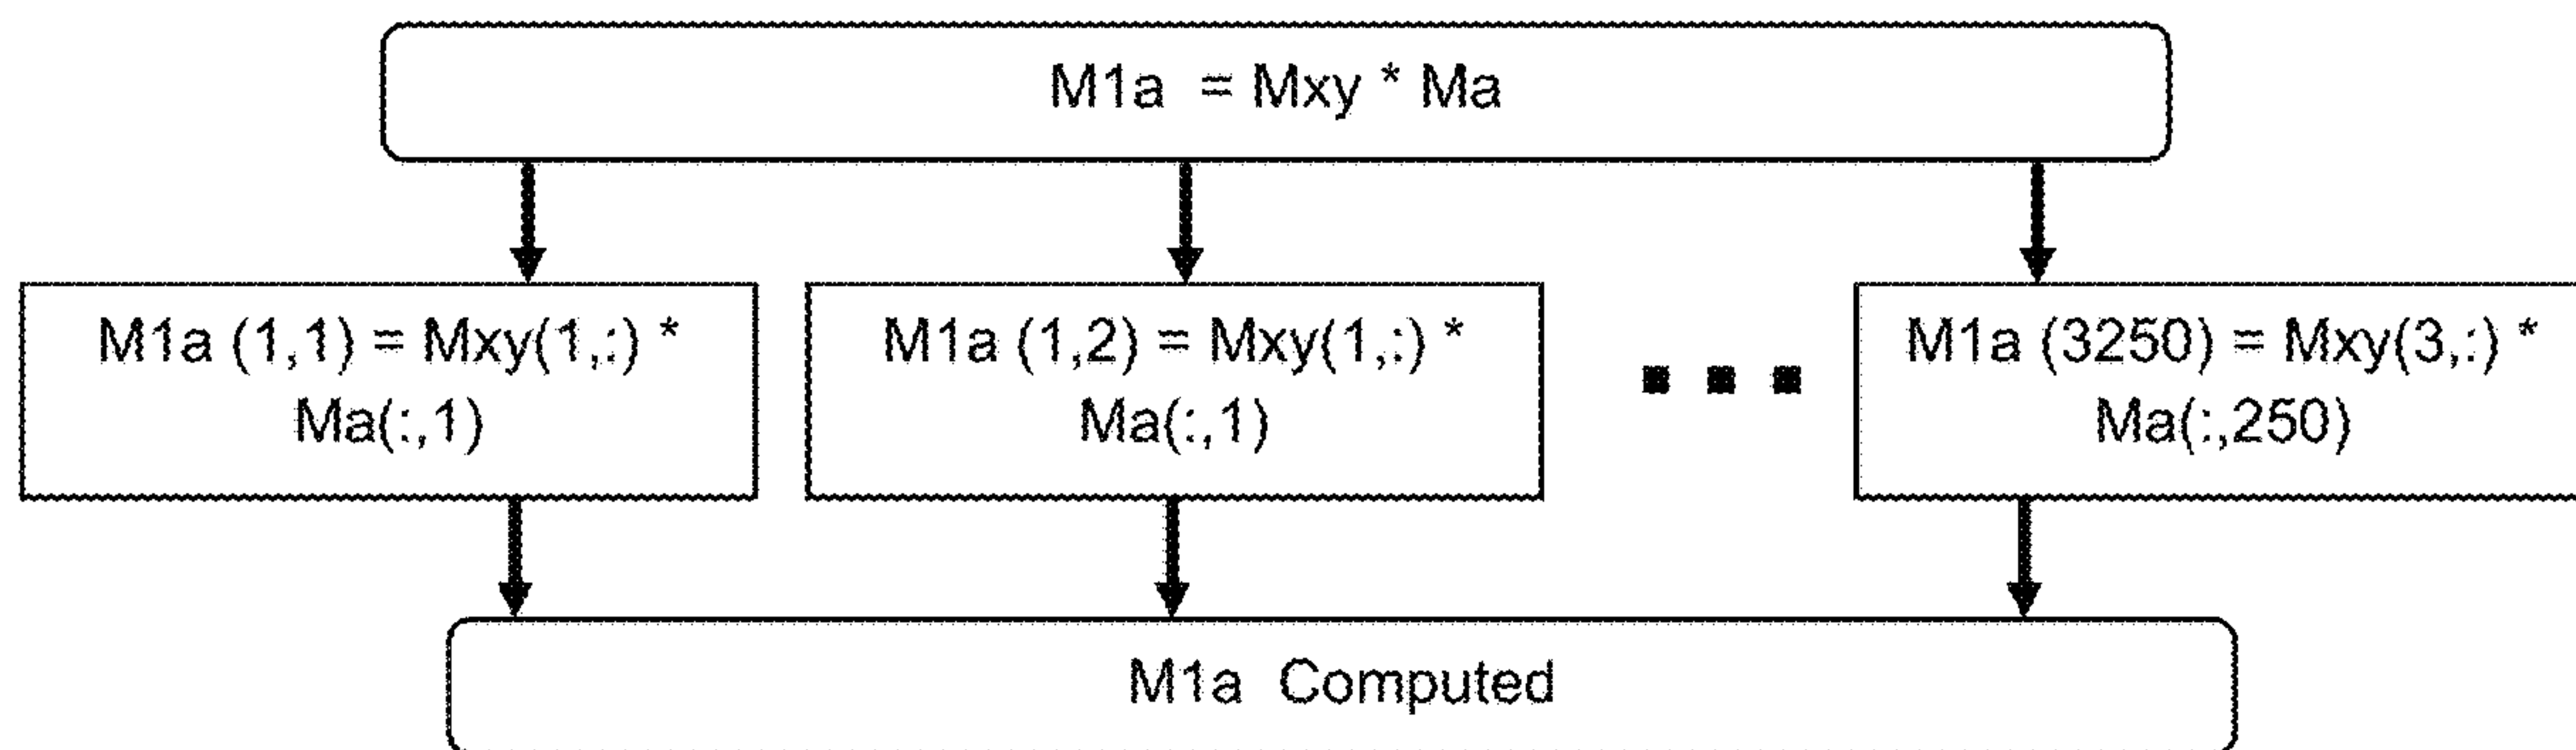 M1a = Mxy * Ma
M1a (1,1) = Mxy(1,:) *
Ma(:,1)
M1a (1,2) = Mxy(1,:) *
Ma(:,1)
M1a (3250) = Mxy(3,:) *
Ma(:,250)
M1a Computed